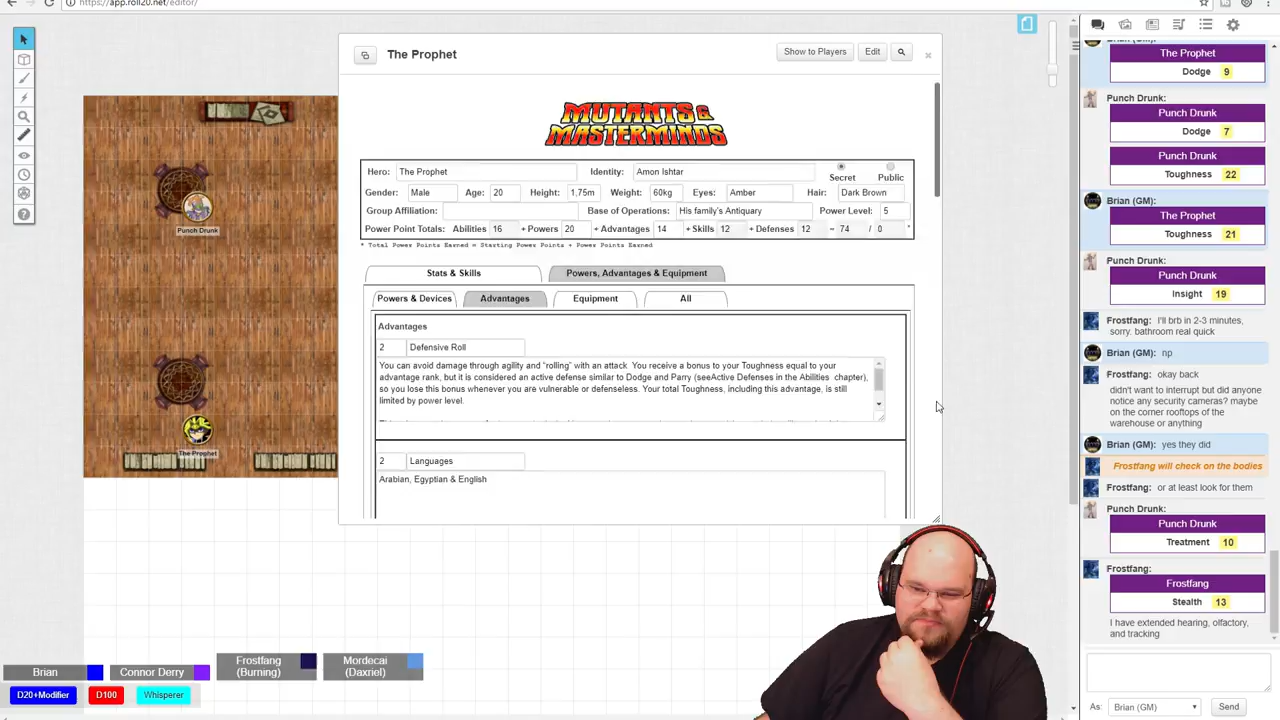 https://app.roll20.net/editor/
The Prophet
Show to Players
Edit
MUTANTS &
MASTERMINDS
Hero: The Prophet Identity: Amon Ishtar Secret Public
Gender: Male Age: 20 Height: 1,75m Weight: 60kg Eyes: Amber Hair: Dark Brown
Group Affiliation: Base of Operations: His family's Antiquary Power Level: 5
Power Point Totals: Abilities 16 + Powers 20 + Advantages 14 + Skills 12 + Defenses 12 = 74 / 0 *
* Total Power Points Earned = Starting Power Points + Power Points Earned
Stats & Skills
Powers, Advantages & Equipment
Powers & Devices
Advantages
Equipment
All
Advantages
2 Defensive Roll
You can avoid damage through agility and "rolling" with an attack You receive a bonus to your Toughness equal to your
advantage rank, but it is considered an active defense similar to Dodge and Parry (seeActive Defenses in the Abilities chapter),
so you lose this bonus whenever you are vulnerable or defenseless. Your total Toughness, including this advantage, is still
limited by power level.
2 Languages
Arabian, Egyptian & English
Punch Drunk
The Prophet
Brian (GM):
The Prophet
Dodge 9
Punch Drunk:
Punch Drunk
Dodge 7
Punch Drunk
Toughness 22
Brian (GM):
The Prophet
Toughness 21
Punch Drunk:
Punch Drunk
Insight 19
Frostfang: I'll brb in 2-3 minutes,
sorry. bathroom real quick
Brian (GM): np
Frostfang: okay back
didn't want to interrupt but did anyone
notice any security cameras? maybe
on the corner rooftops of the
warehouse or anything
Brian (GM): yes they did
Frostfang will check on the bodies
Frostfang: or at least look for them
Punch Drunk:
Punch Drunk
Treatment 10
Frostfang:
Frostfang
Stealth 13
I have extended hearing, olfactory,
and tracking
As: Brian (GM)
Send
Brian
Connor Derry
Frostfang
(Burning)
Mordecai
(Daxriel)
D20+Modifier
D100
Whisperer